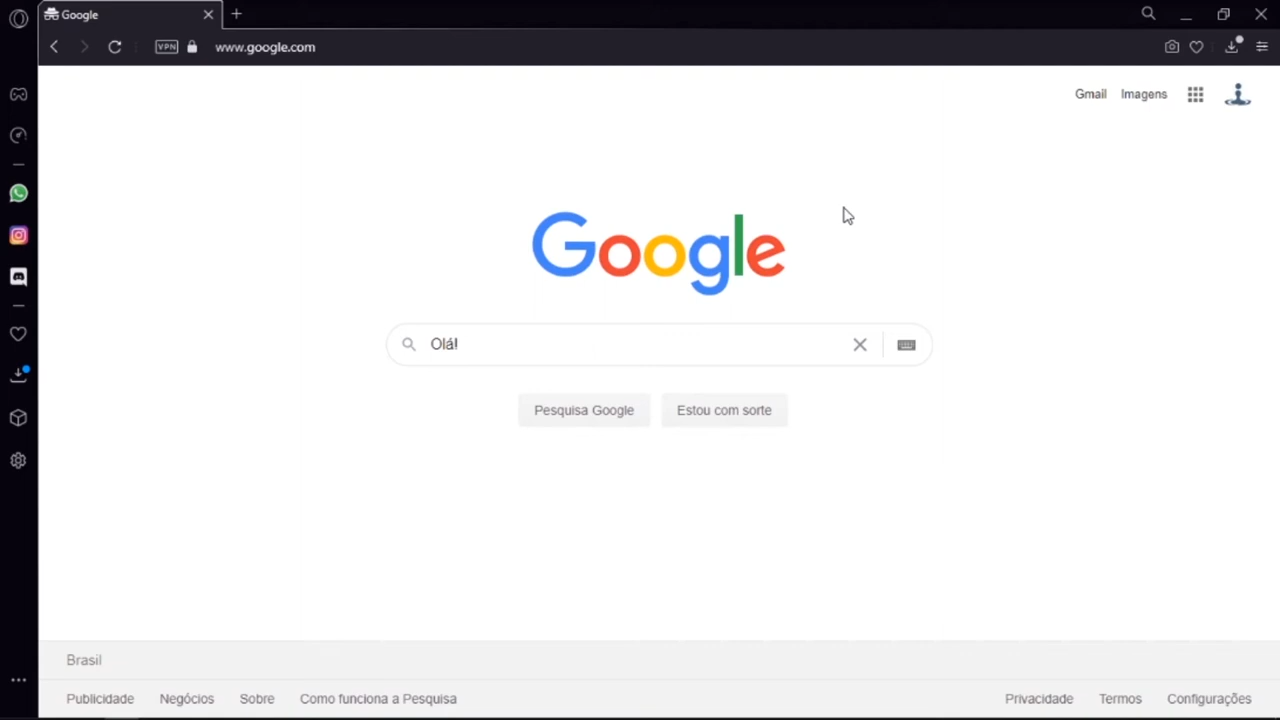 Google
VPN www.google.com
Gmail Imagens
Google
Olá!
Pesquisa Google Estou com sorte
Brasil
Publicidade Negócios Sobre Como funciona a Pesquisa Privacidade Termos Configurações